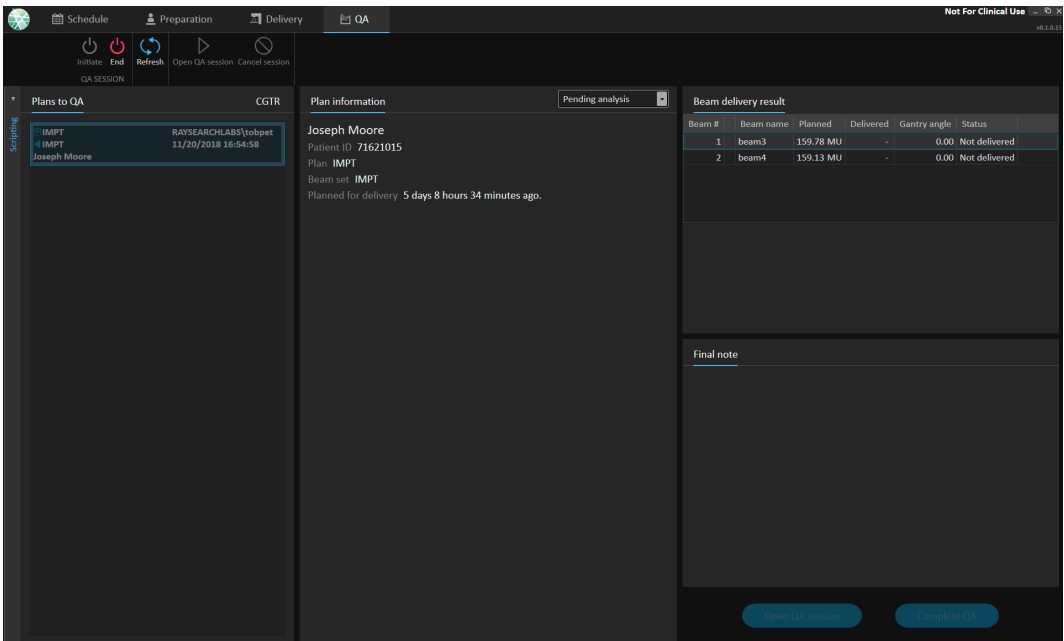 Schedule
Preparation
Delivery
QA
Not For Clinical Use
v8.1.0.15
Initiate End
Refresh
Open QA session Cancel session
QA SESSION
Scripting
Plans to QA CGTR
IMPT RAYSEARCHLABS\tobpet
IMPT 11/20/2018 16:54:58
Joseph Moore
Plan information
Pending analysis
Joseph Moore
Patient ID 71621015
Plan IMPT
Beam set IMPT
Planned for delivery 5 days 8 hours 34 minutes ago.
Beam delivery result
Beam # Beam name Planned Delivered Gantry angle Status
1 beam3 159.78 MU - 0.00 Not delivered
2 beam4 159.13 MU - 0.00 Not delivered
Final note
Open QA session
Complete QA